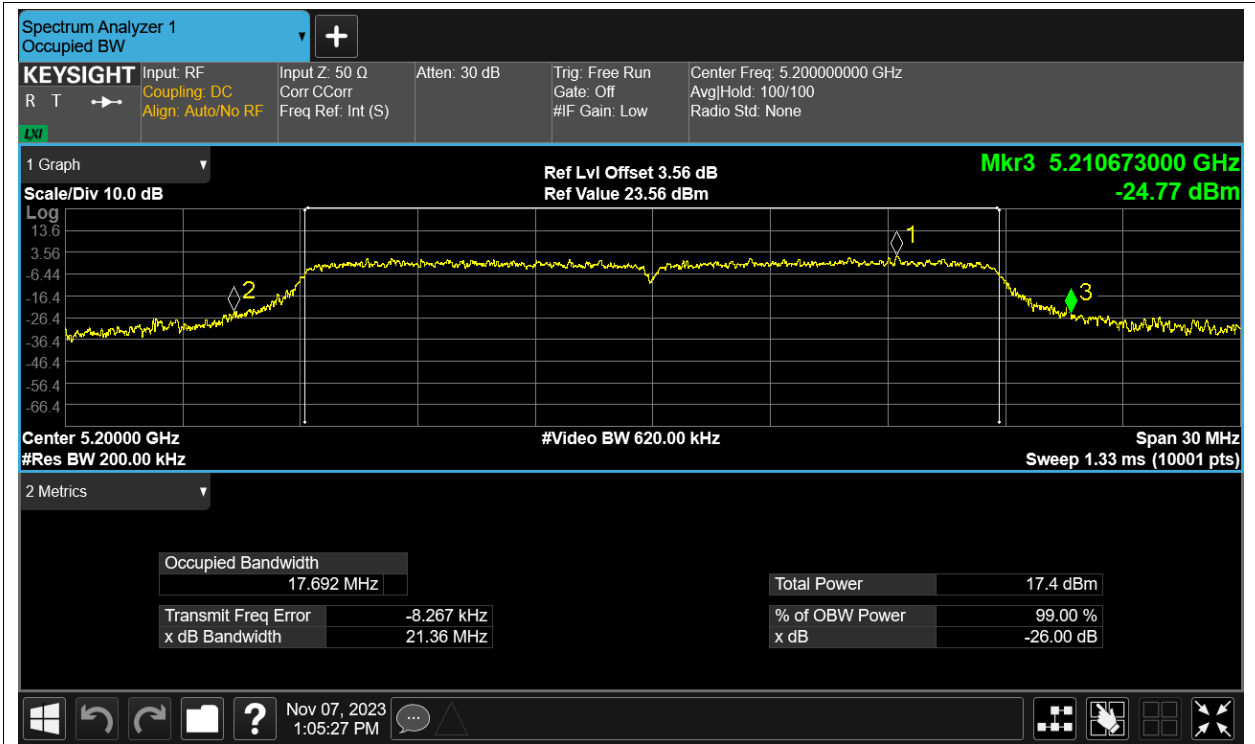 Spectrum Analyzer 1
Occupied BW
KEYSIGHT
R T
LXI
Input: RF
Coupling: DC
Align: Auto/No RF
Input Z: 50 Ω
Corr CCorr
Freq Ref: Int (S)
Atten: 30 dB
Trig: Free Run
Gate: Off
#IF Gain: Low
Center Freq: 5.200000000 GHz
Avg|Hold: 100/100
Radio Std: None
1 Graph
Scale/Div 10.0 dB
Ref Lvl Offset 3.56 dB
Ref Value 23.56 dBm
Mkr3 5.210673000 GHz
-24.77 dBm
Log
13.6
3.56
-6.44
-16.4
-26.4
-36.4
-46.4
-56.4
-66.4
1
2
3
Center 5.20000 GHz
#Res BW 200.00 kHz
#Video BW 620.00 kHz
Span 30 MHz
Sweep 1.33 ms (10001 pts)
2 Metrics
Occupied Bandwidth
17.692 MHz
Transmit Freq Error -8.267 kHz
x dB Bandwidth 21.36 MHz
Total Power 17.4 dBm
% of OBW Power 99.00 %
x dB -26.00 dB
?
Nov 07, 2023
1:05:27 PM